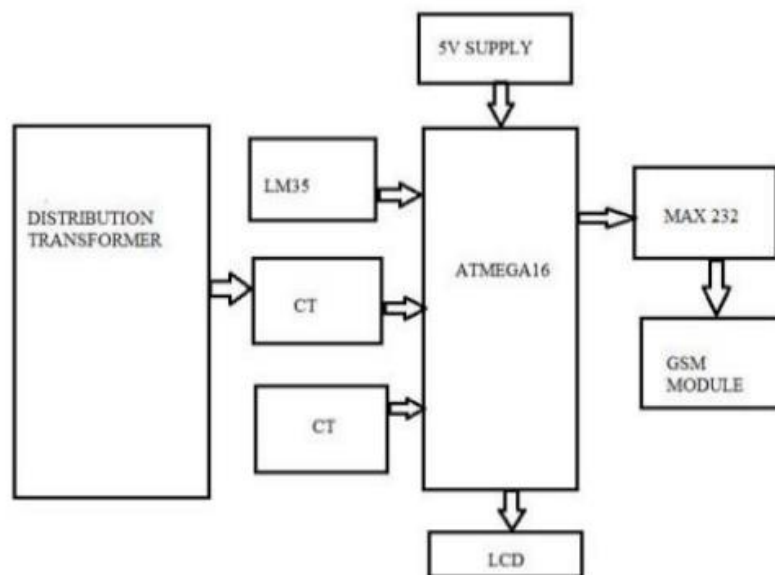 5V SUPPLY
DISTRIBUTION
TRANSFORMER
LM35
CT
CT
ATMEGA16
MAX 232
GSM
MODULE
LCD